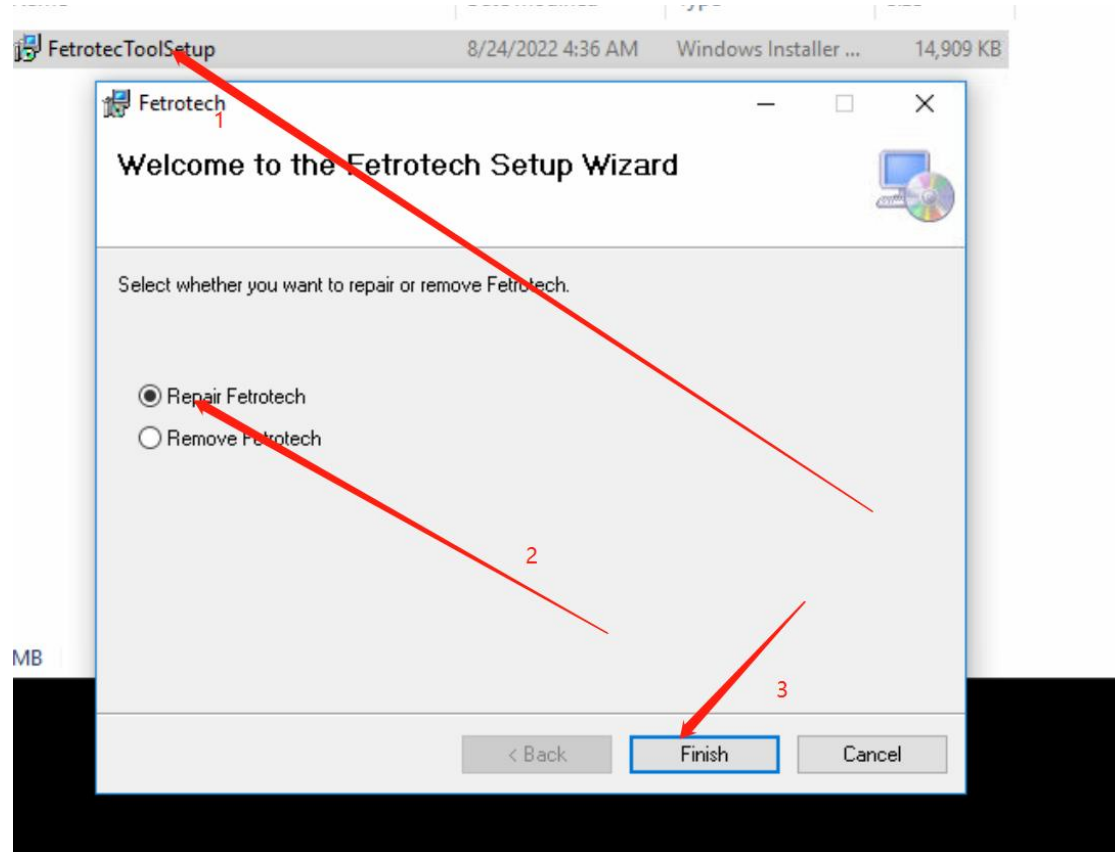 FetrotecToolSetup 8/24/2022 4:36 AM Windows Installer ... 14,909 KB
Fetrotech
1
Welcome to the Fetrotech Setup Wizard
Select whether you want to repair or remove Fetrotech.
Repair Fetrotech
Remove Fetrotech
2
MB
3
< Back Finish Cancel